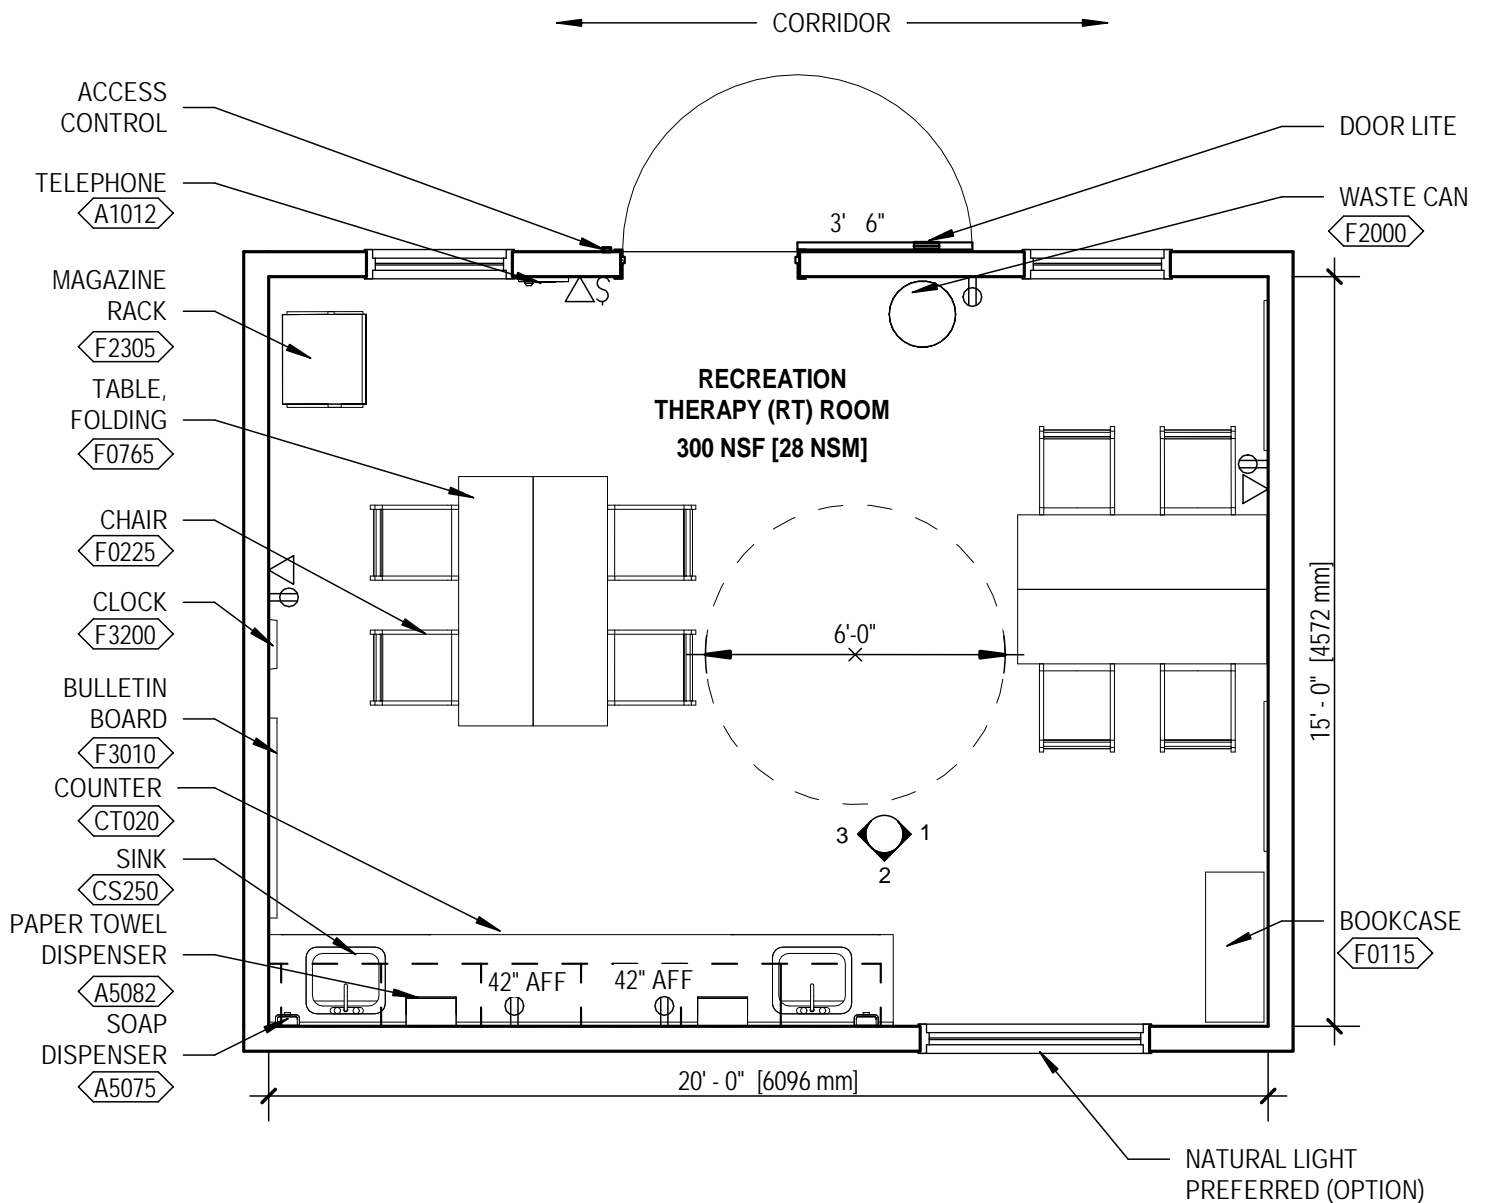 CORRIDOR
ACCESS
CONTROL
TELEPHONE
A1012
MAGAZINE
RACK
F2305
TABLE,
FOLDING
F0765
CHAIR
F0225
CLOCK
F3200
BULLETIN
BOARD
F3010
COUNTER
CT020
SINK
CS250
PAPER TOWEL
DISPENSER
A5082
SOAP
DISPENSER
A5075
3' 6"
$
RECREATION
THERAPY (RT) ROOM
300 NSF [28 NSM]
6'-0"
3 1
2
42" AFF 42" AFF
20' - 0" [6096 mm]
DOOR LITE
WASTE CAN
F2000
15' - 0" [4572 mm]
BOOKCASE
F0115
NATURAL LIGHT
PREFERRED (OPTION)